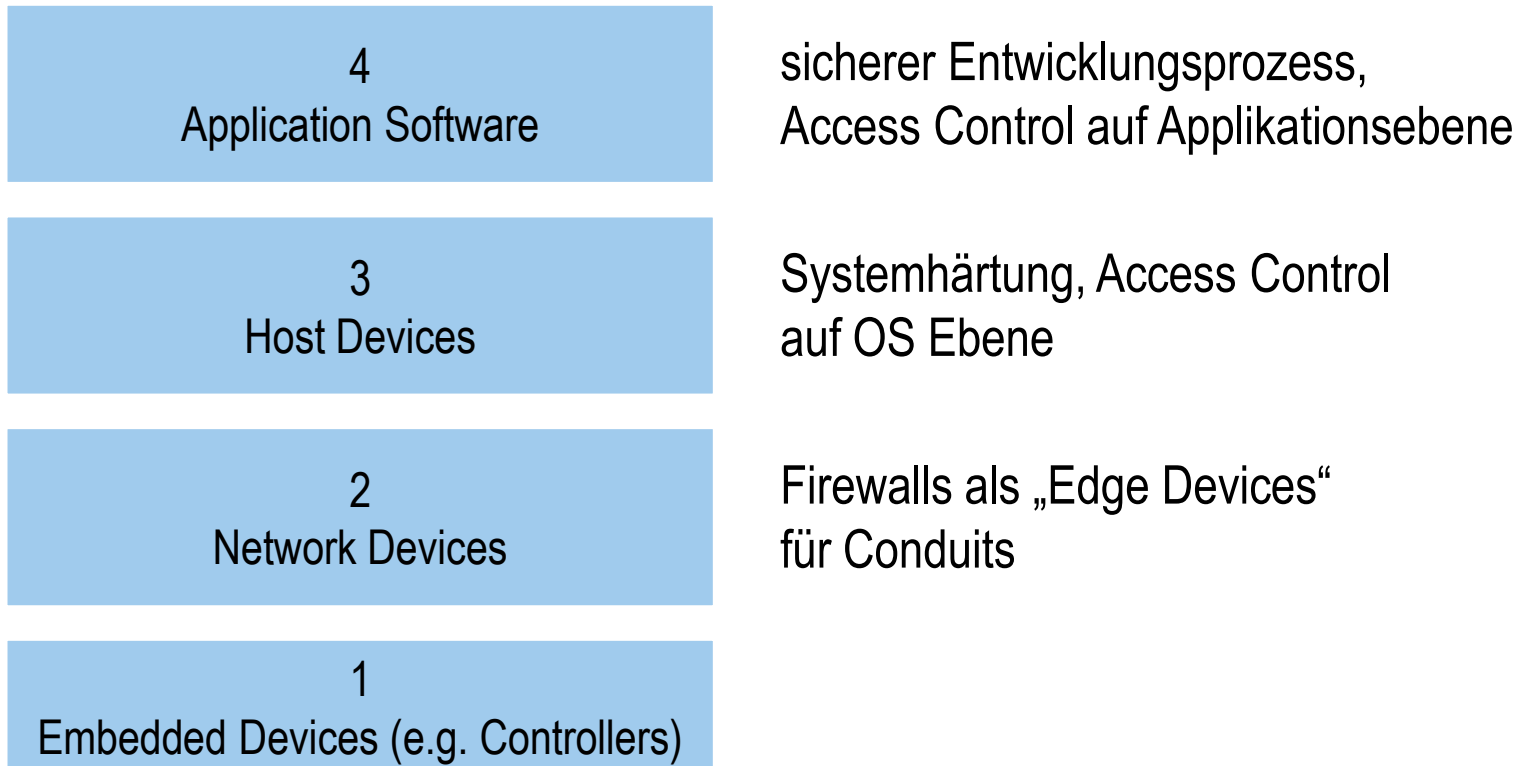 4
Application Software
sicherer Entwicklungsprozess,
Access Control auf Applikationsebene
3
Host Devices
Systemhärtung, Access Control
auf OS Ebene
2
Network Devices
Firewalls als „Edge Devices“
für Conduits
1
Embedded Devices (e.g. Controllers)